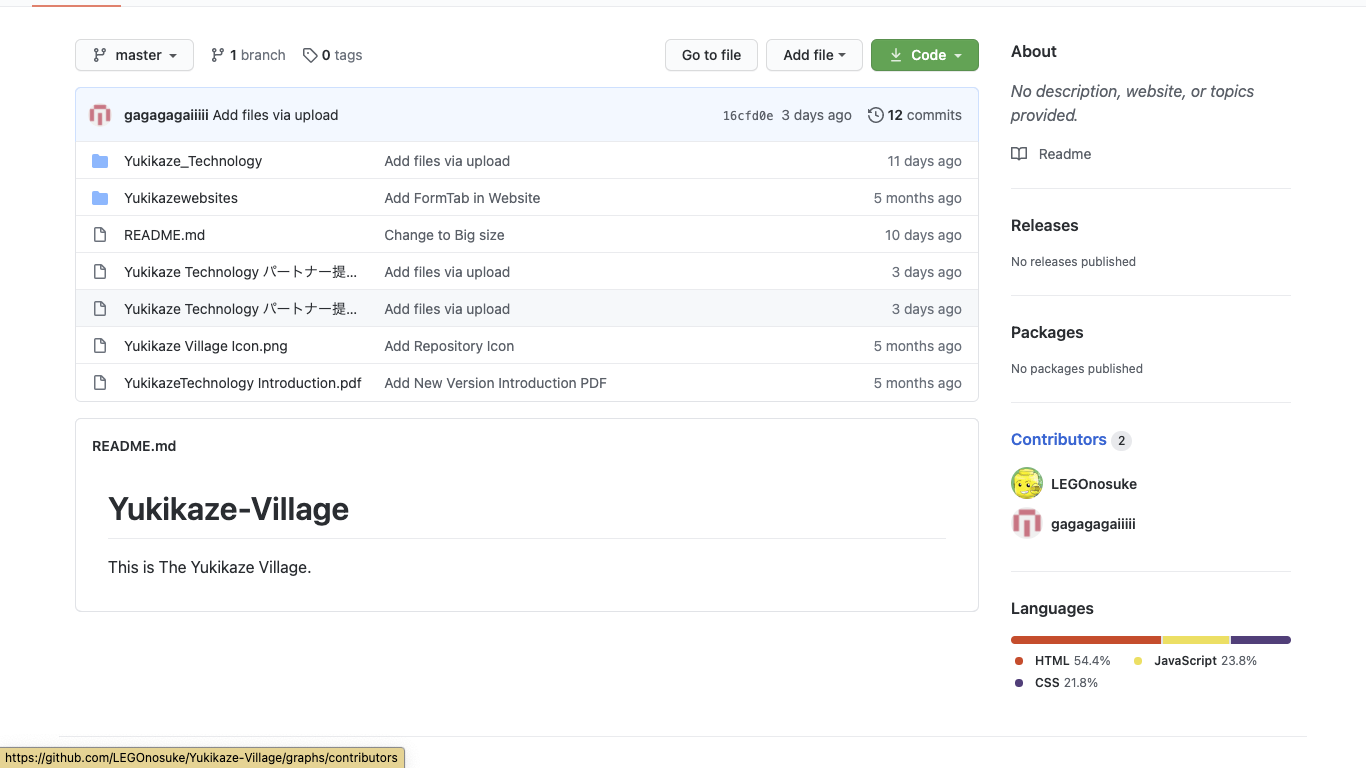 master
1 branch
0 tags
Go to file
Add file
Code
gagagagaiiiii Add files via upload
16cfd0e 3 days ago
12 commits
Yukikaze_Technology Add files via upload 11 days ago
Yukikazewebsites Add FormTab in Website 5 months ago
README.md Change to Big size 10 days ago
Yukikaze Technology パートナー提... Add files via upload 3 days ago
Yukikaze Technology パートナー提... Add files via upload 3 days ago
Yukikaze Village Icon.png Add Repository Icon 5 months ago
YukikazeTechnology Introduction.pdf Add New Version Introduction PDF 5 months ago
README.md
Yukikaze-Village
This is The Yukikaze Village.
About
No description, website, or topics
provided.
Readme
Releases
No releases published
Packages
No packages published
Contributors 2
LEGOnosuke
gagagagaiiiii
Languages
HTML 54.4% JavaScript 23.8%
CSS 21.8%
https://github.com/LEGOnosuke/Yukikaze-Village/graphs/contributors